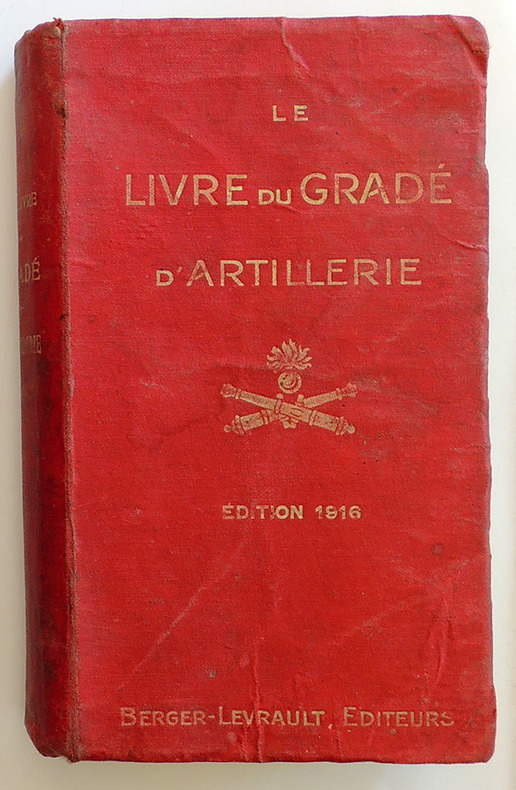 LE
LIVRE DU GRADÉ
D'ARTILLERIE
ÉDITION 1916
BERGER-LEVRAULT, EDITEURS